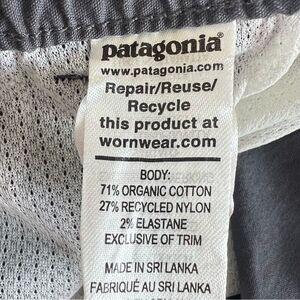 patagonia®
www.patagonia.com
Repair/Reuse/
Recycle
this product at
wornwear.com
BODY:
71% ORGANIC COTTON
27% RECYCLED NYLON
2% ELASTANE
EXCLUSIVE OF TRIM
MADE IN SRI LANKA
FABRIQUÉ AU SRI LANKA